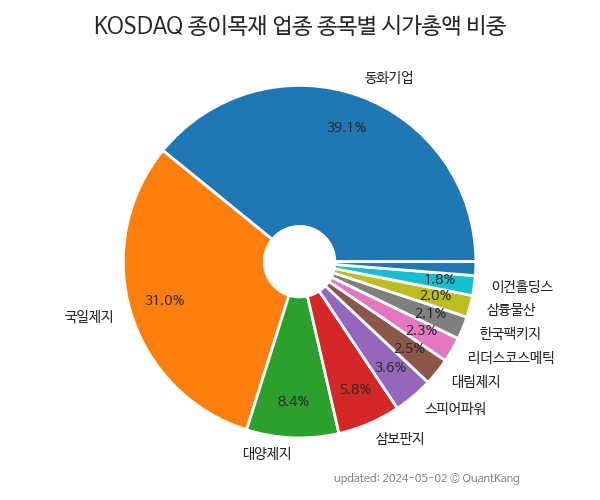 KOSDAQ 종이목재 업종 종목별 시가총액 비중
동화기업
39.1%
국일제지
31.0%
대양제지
8.4%
삼보판지
5.8%
스피어파워
3.6%
대림제지
2.5%
리더스코스메틱
2.3%
한국팩키지
2.1%
삼륭물산
2.0%
이건홀딩스
1.8%
updated: 2024-05-02 © QuantKang